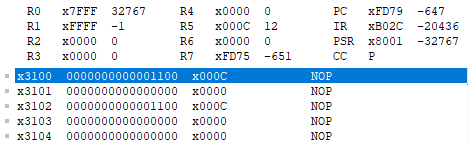 R0 x7FFF 32767 R4 x0000 0 PC xFD79 -647
R1 xFFFF -1 R5 x000C 12 IR xB02C -20436
R2 x0000 0 R6 x0000 0 PSR x8001 -32767
R3 x0000 0 R7 xFD75 -651 CC P
x3100 0000000000001100 x000C NOP
x3101 0000000000000000 x0000 NOP
x3102 0000000000001100 x000C NOP
x3103 0000000000000000 x0000 NOP
x3104 0000000000000000 x0000 NOP